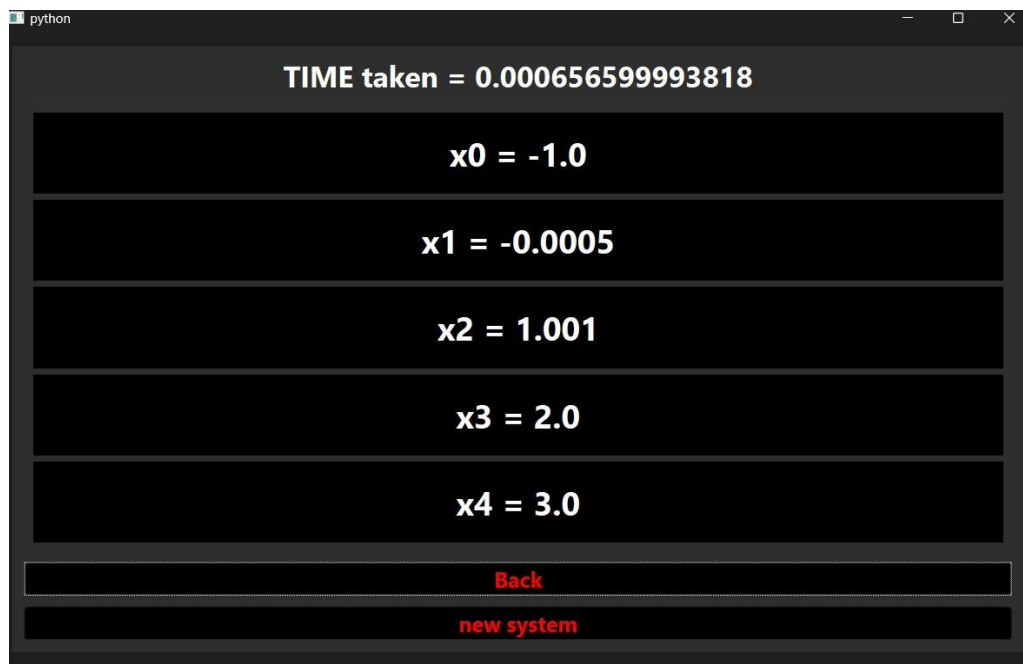 python
TIME taken = 0.000656599993818
x0 = -1.0
x1 = -0.0005
x2 = 1.001
x3 = 2.0
x4 = 3.0
Back
new system